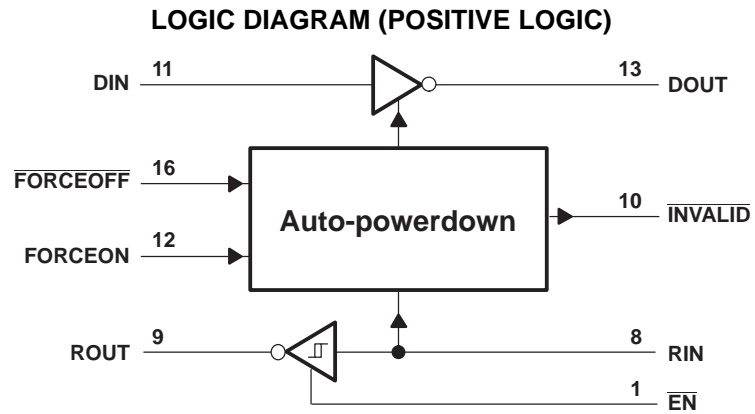 LOGIC DIAGRAM (POSITIVE LOGIC)
DIN 11 13 DOUT
FORCEOFF 16
Auto-powerdown
10 INVALID
FORCEON 12
ROUT 9 8 RIN
1 EN